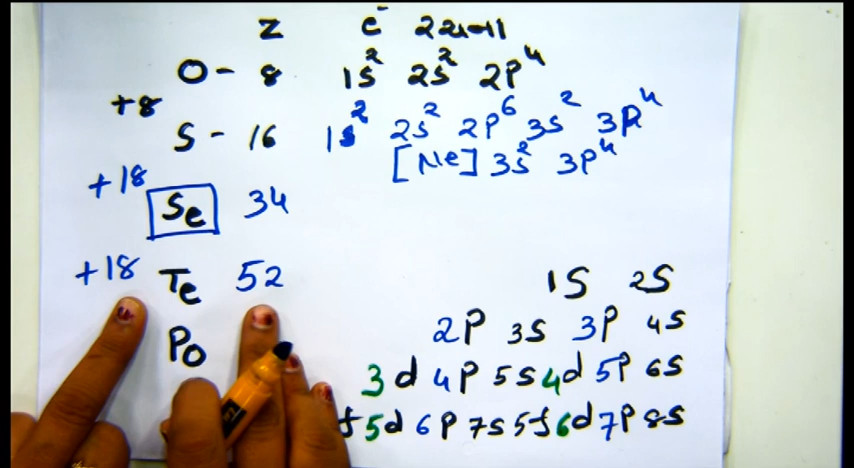 Z e⁻ રચના
O - 8 1s² 2s² 2p⁴
+8
S - 16 1s² 2s² 2p⁶ 3s² 3p⁴
[Ne] 3s² 3p⁴
+18
Se 34
+18 Te 52
1S 2S
Po 2P 3S 3P 4S
3d 4P 5S 4d 5P 6S
f 5d 6P 7S 5f 6d 7P 8S